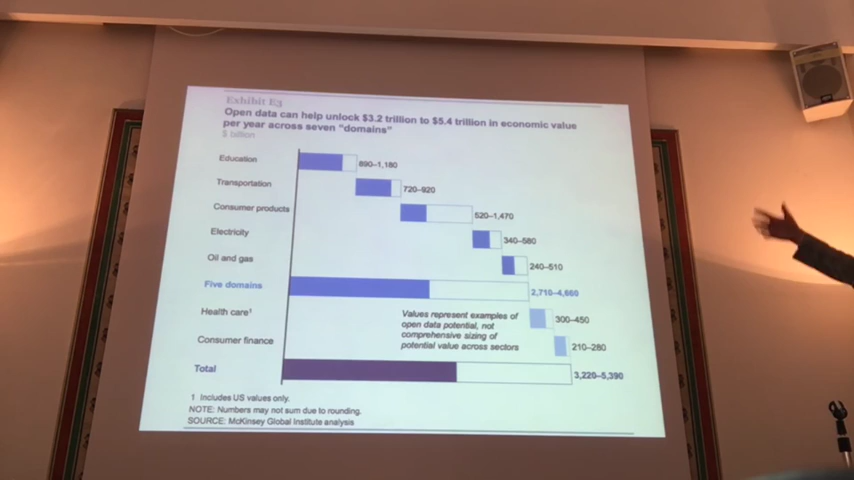 Exhibit E3
Open data can help unlock $3.2 trillion to $5.4 trillion in economic value
per year across seven "domains"
$ billion
Education 890–1,180
Transportation 720–920
Consumer products 520–1,470
Electricity 340–580
Oil and gas 240–510
Five domains 2,710–4,660
Health care¹ 300–450
Consumer finance 210–280
Values represent examples of
open data potential, not
comprehensive sizing of
potential value across sectors
Total 3,220–5,390
1 Includes US values only.
NOTE: Numbers may not sum due to rounding.
SOURCE: McKinsey Global Institute analysis